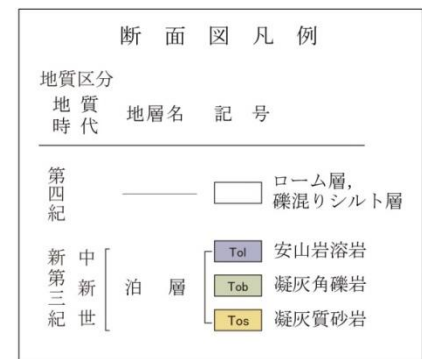 断面図凡例
地質区分
地質時代 地層名 記号
第四紀 ローム層,
礫混りシルト層
新第三紀 中新世 泊層 Tol 安山岩溶岩
Tob 凝灰角礫岩
Tos 凝灰質砂岩